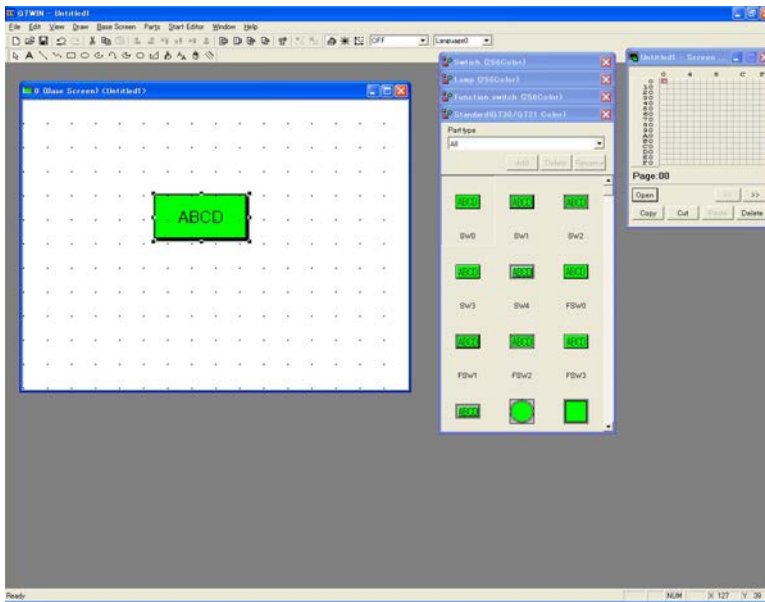 GTWIN - Untitled1
File Edit View Draw Base Screen Parts Start Editor Window Help
OFF
Language0
0 (Base Screen) (Untitled1)
ABCD
Switch (256Color)
Lamp (256Color)
Function switch (256Color)
Standard(GT30/GT21 Color)
Part type
All
Add Delete Rename
ABCD ABCD ABCD
SW0 SW1 SW2
ABCD ABCD ABCD
SW3 SW4 FSW0
ABCD ABCD ABCD
FSW1 FSW2 FSW3
ABCD
Untitled1 - Screen
0 4 8 C F
Page:00
Open << >>
Copy Cut Paste Delete
Ready
NUM X 127 Y 39